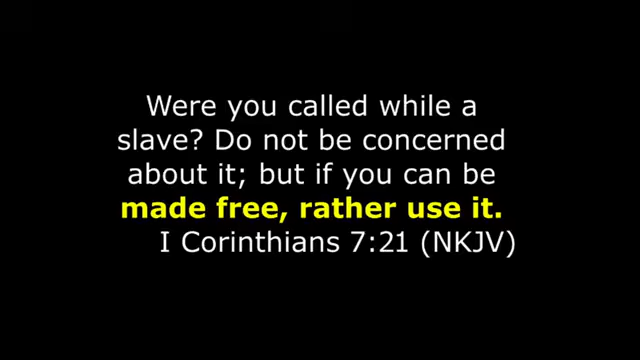 Were you called while a
slave? Do not be concerned
about it; but if you can be
made free, rather use it.
I Corinthians 7:21 (NKJV)